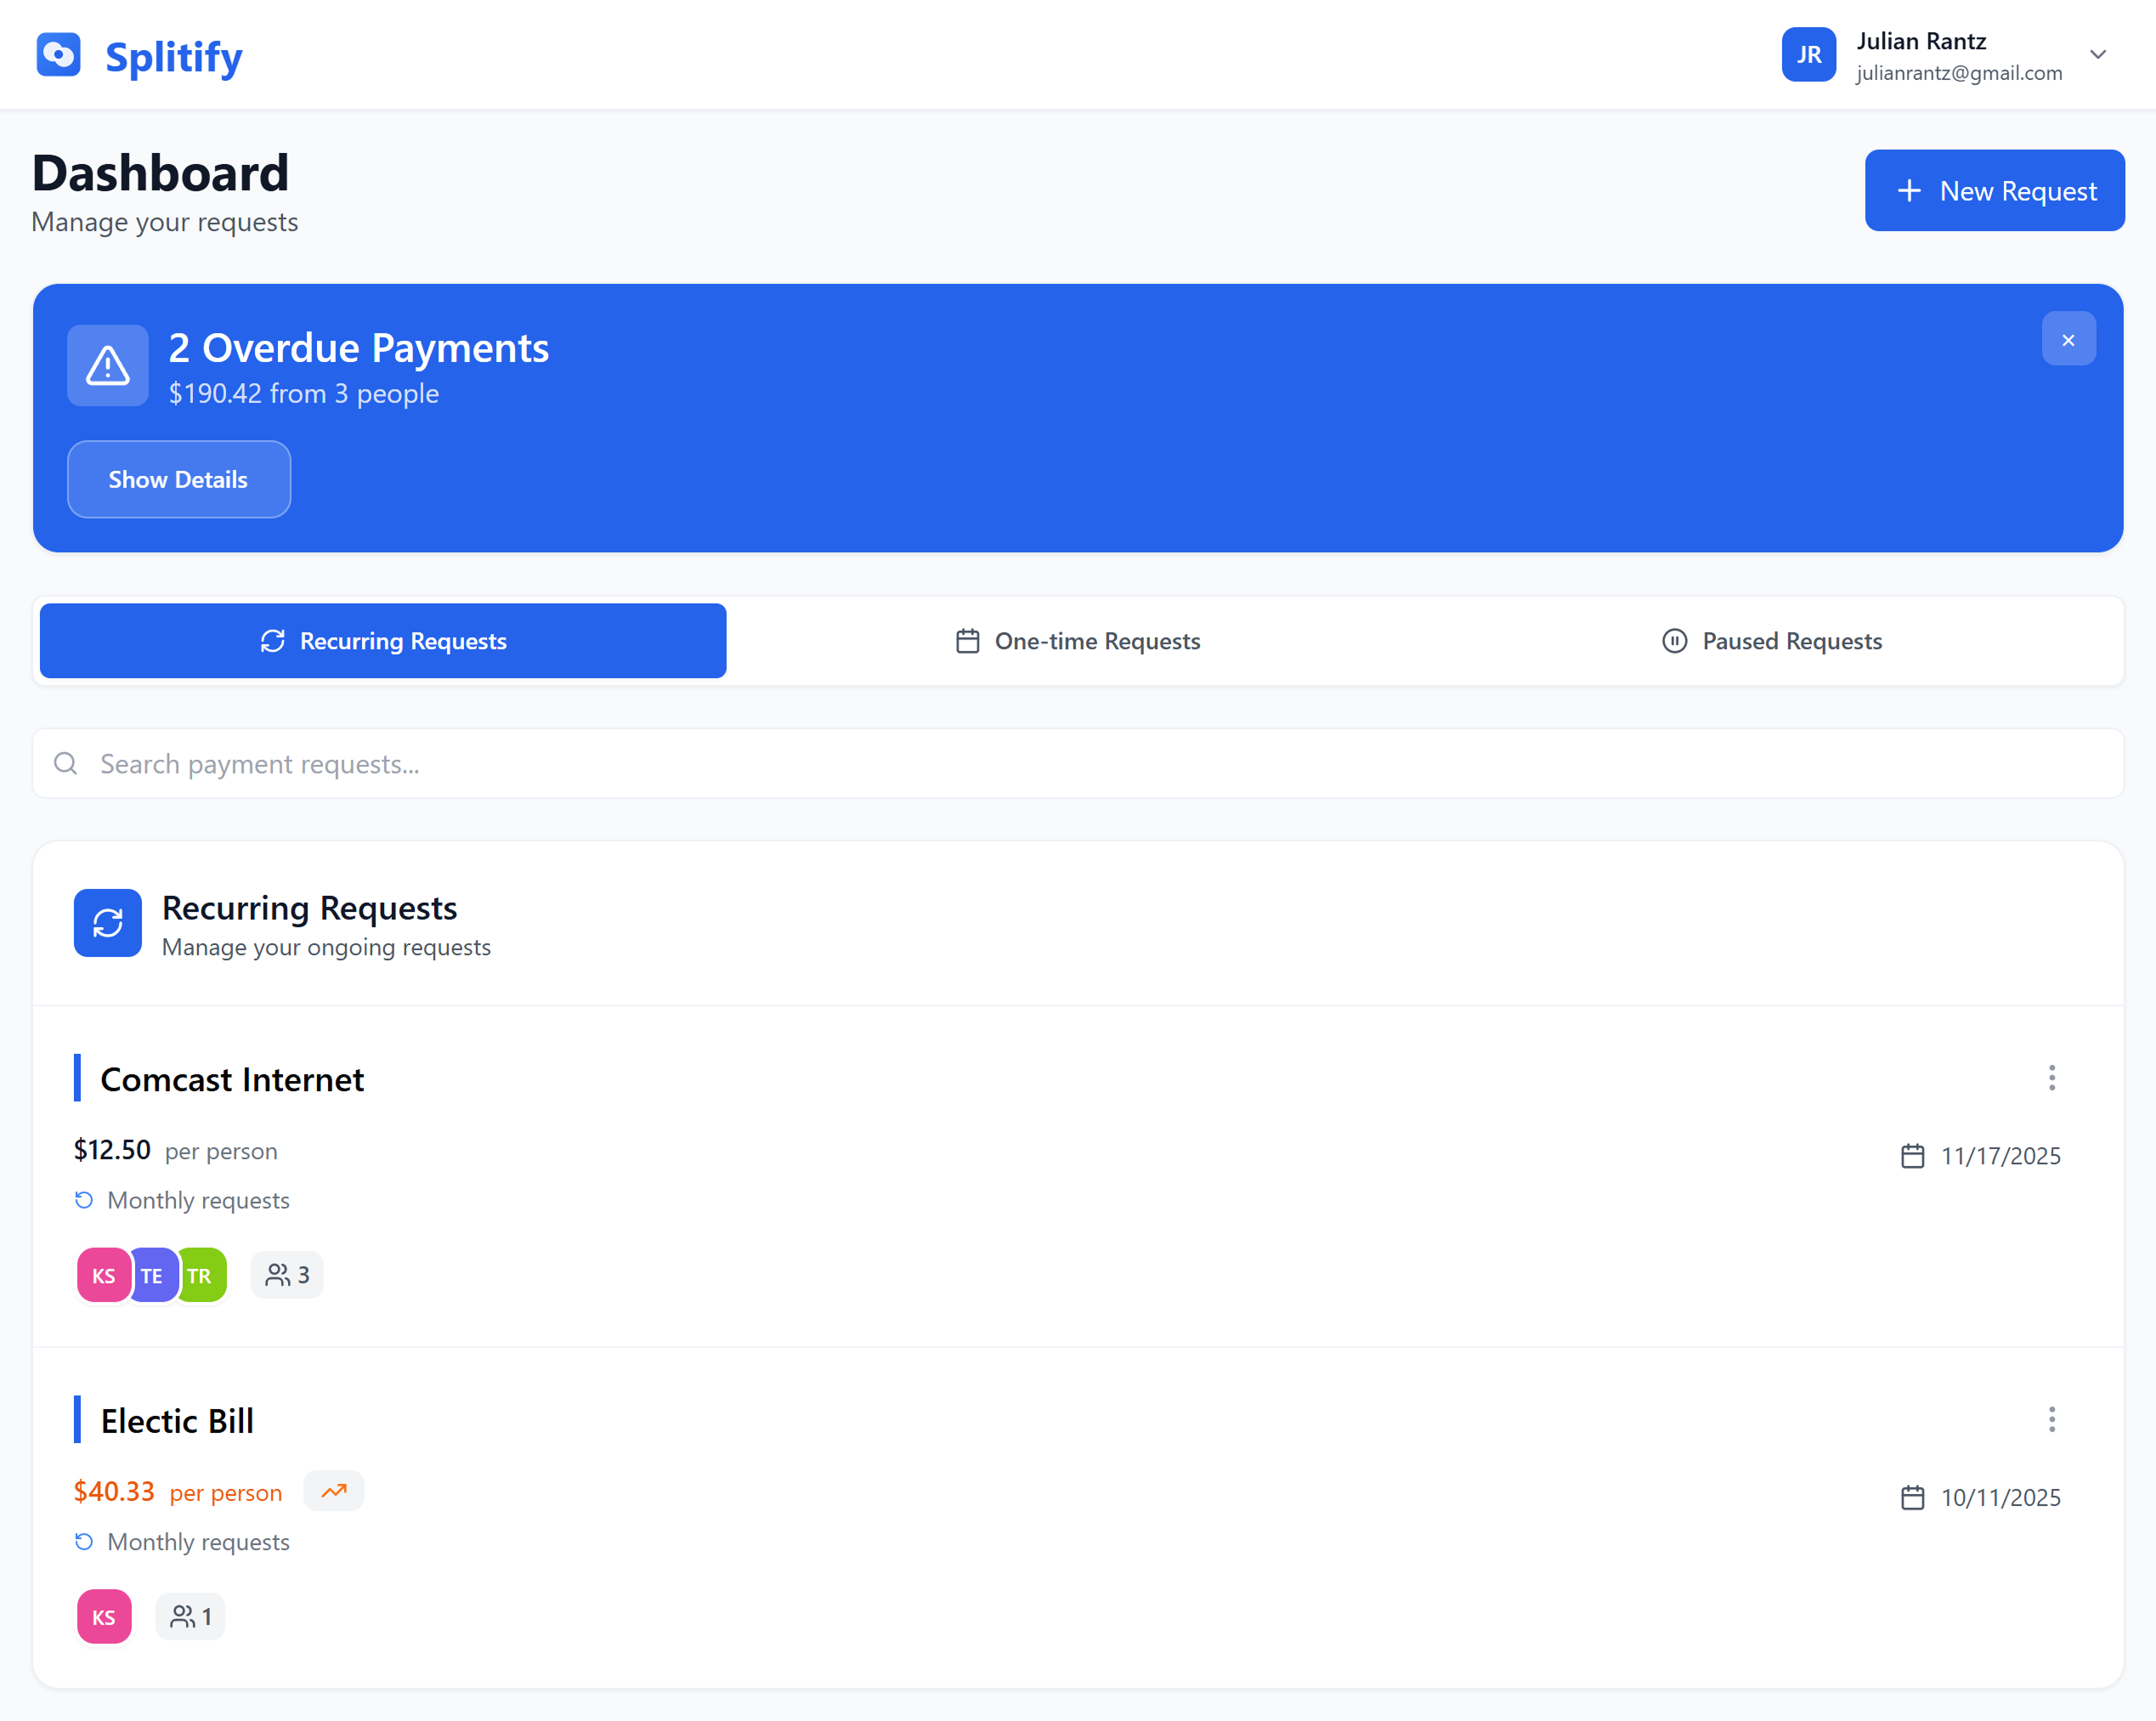 Splitify
JR
Julian Rantz
julianrantz@gmail.com
Dashboard
Manage your requests
New Request
2 Overdue Payments
$190.42 from 3 people
Show Details
Recurring Requests
One-time Requests
Paused Requests
Search payment requests...
Recurring Requests
Manage your ongoing requests
Comcast Internet
$12.50 per person
11/17/2025
Monthly requests
KS TE TR 3
Electic Bill
$40.33 per person
10/11/2025
Monthly requests
KS 1